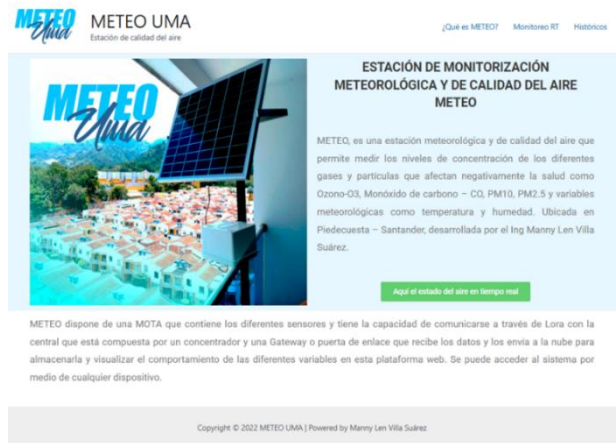 METEO
Uma
METEO UMA
Estación de calidad del aire
¿Qué es METEO?
Monitoreo RT
Históricos
METEO
Uma
ESTACIÓN DE MONITORIZACIÓN
METEOROLÓGICA Y DE CALIDAD DEL AIRE
METEO
METEO, es una estación meteorológica y de calidad del aire que
permite medir los niveles de concentración de los diferentes
gases y partículas que afectan negativamente la salud como
Ozono-O3, Monóxido de carbono – CO, PM10, PM2.5 y variables
meteorológicas como temperatura y humedad. Ubicada en
Piedecuesta – Santander, desarrollada por el Ing Manny Len Villa
Suárez.
Aquí el estado del aire en tiempo real
METEO dispone de una MOTA que contiene los diferentes sensores y tiene la capacidad de comunicarse a través de Lora con la
central que está compuesta por un concentrador y una Gateway o puerta de enlace que recibe los datos y los envia a la nube para
almacenarla y visualizar el comportamiento de las diferentes variables en esta plataforma web. Se puede acceder al sistema por
medio de cualquier dispositivo.
Copyright © 2022 METEO UMA | Powered by Manny Len Villa Suárez